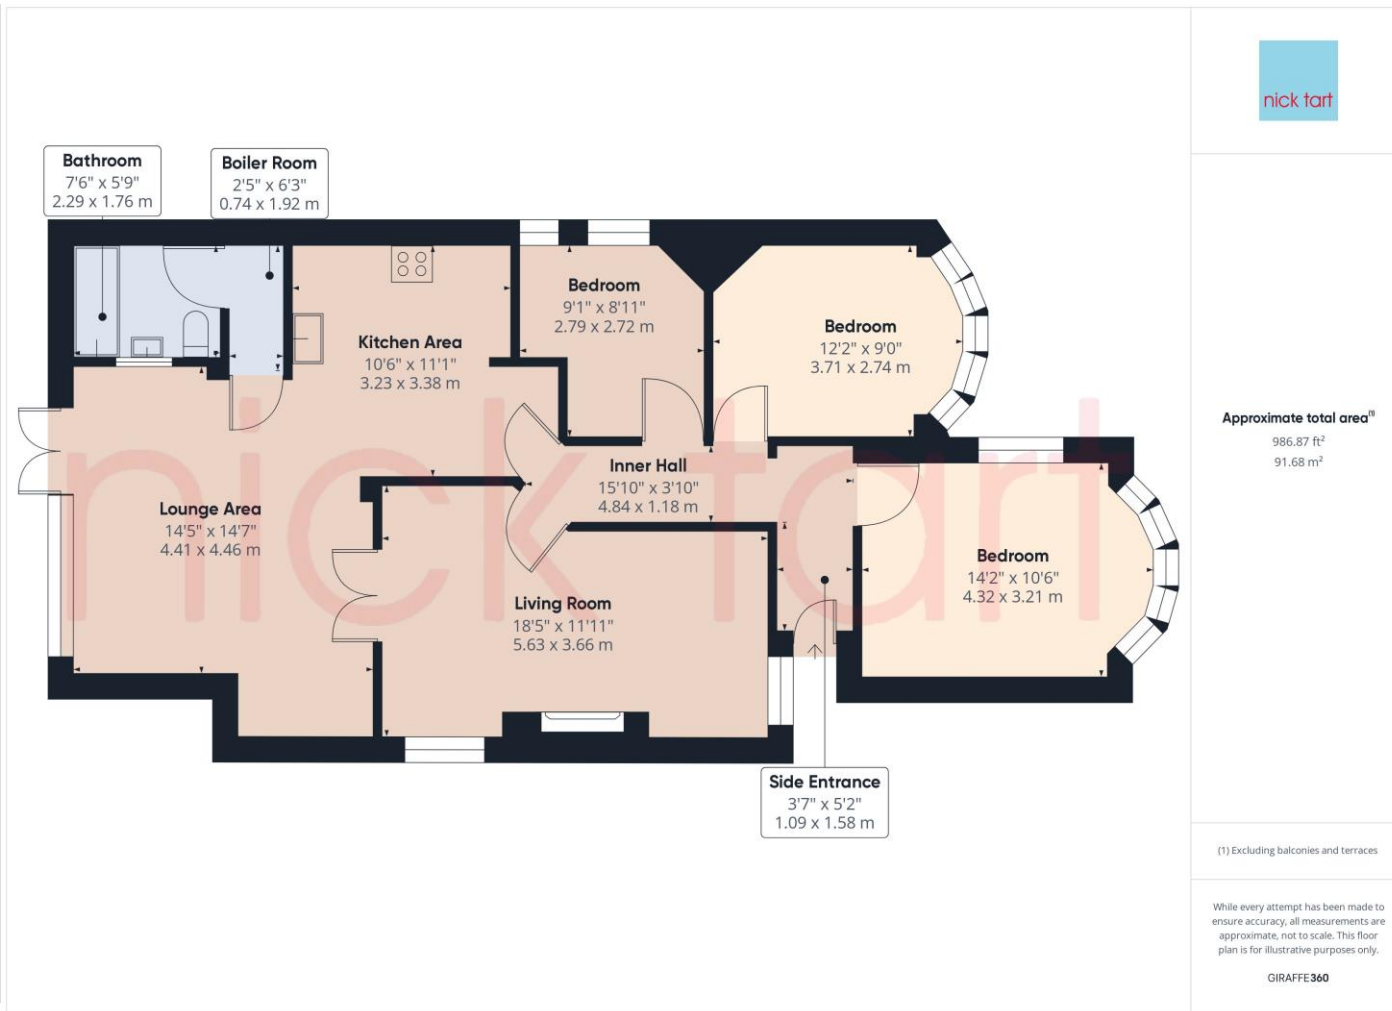 Bathroom
7'6" x 5'9"
2.29 x 1.76 m
Boiler Room
2'5" x 6'3"
0.74 x 1.92 m
Kitchen Area
10'6" x 11'1"
3.23 x 3.38 m
Bedroom
9'1" x 8'11"
2.79 x 2.72 m
Bedroom
12'2" x 9'0"
3.71 x 2.74 m
Inner Hall
15'10" x 3'10"
4.84 x 1.18 m
Lounge Area
14'5" x 14'7"
4.41 x 4.46 m
Living Room
18'5" x 11'11"
5.63 x 3.66 m
Bedroom
14'2" x 10'6"
4.32 x 3.21 m
Side Entrance
3'7" x 5'2"
1.09 x 1.58 m
nick tart
nick tart
Approximate total area(1)
986.87 ft²
91.68 m²
(1) Excluding balconies and terraces
While every attempt has been made to
ensure accuracy, all measurements are
approximate, not to scale. This floor
plan is for illustrative purposes only.
GIRAFFE360